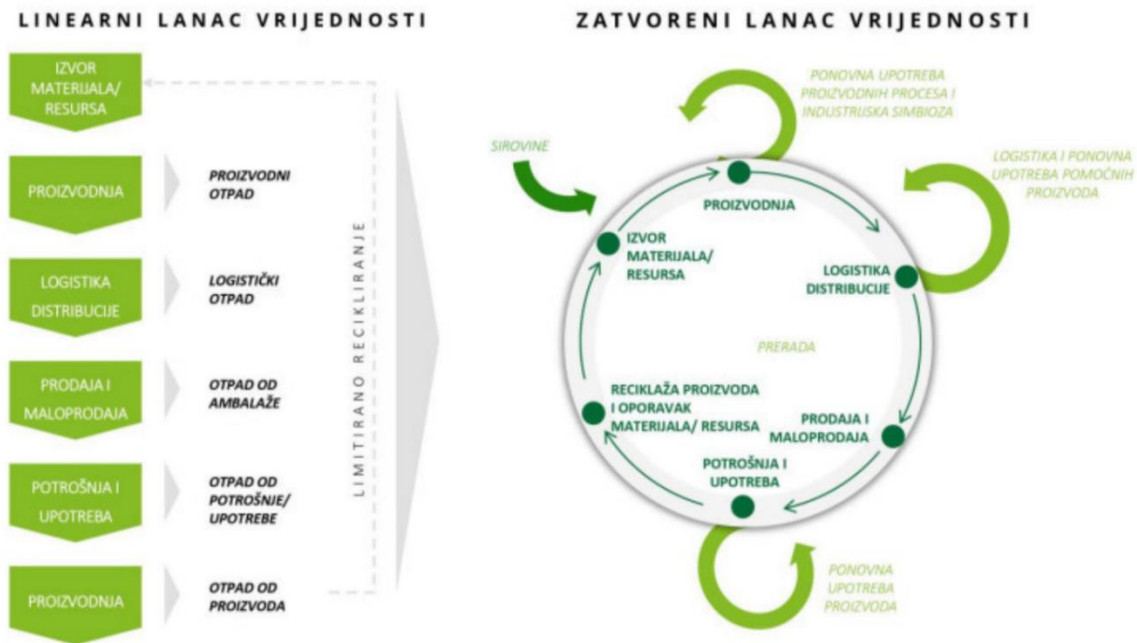 LINEARNI LANAC VRIJEDNOSTI
IZVOR
MATERIJALA/
RESURSA
PROIZVODNJA
PROIZVODNI
OTPAD
LOGISTIKA
DISTRIBUCIJE
LOGISTIČKI
OTPAD
PRODAJA I
MALOPRODAJA
OTPAD OD
AMBALAŽE
POTROŠNJA I
UPOTREBA
OTPAD OD
POTROŠNJE/
UPOTREBE
PROIZVODNJA
OTPAD OD
PROIZVODA
LIMITIRANO RECIKLIRANJE
ZATVORENI LANAC VRIJEDNOSTI
PONOVNA UPOTREBA
PROIZVODNIH PROCESA I
INDUSTRIJSKA SIMBIOZA
SIROVINE
LOGISTIKA I PONOVNA
UPOTREBA POMOĆNIH
PROIZVODA
PROIZVODNJA
IZVOR
MATERIJALA/
RESURSA
LOGISTIKA
DISTRIBUCIJE
PRERADA
RECIKLAŽA PROIZVODA
I OPORAVAK
MATERIJALA/ RESURSA
PRODAJA I
MALOPRODAJA
POTROŠNJA I
UPOTREBA
PONOVNA
UPOTREBA
PROIZVODA